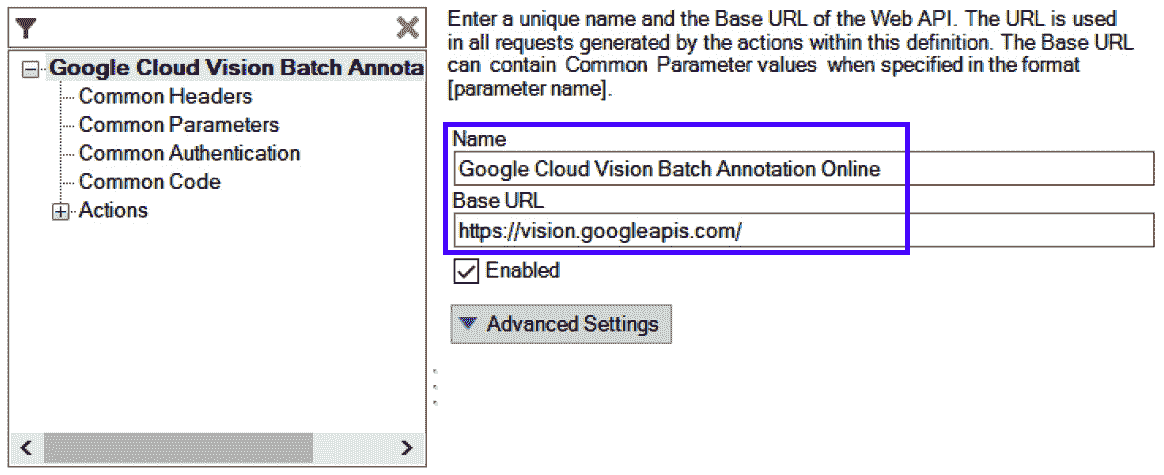 Google Cloud Vision Batch Annota
Common Headers
Common Parameters
Common Authentication
Common Code
Actions
Enter a unique name and the Base URL of the Web API. The URL is used
in all requests generated by the actions within this definition. The Base URL
can contain Common Parameter values when specified in the format
[parameter name].
Name
Google Cloud Vision Batch Annotation Online
Base URL
https://vision.googleapis.com/
Enabled
Advanced Settings